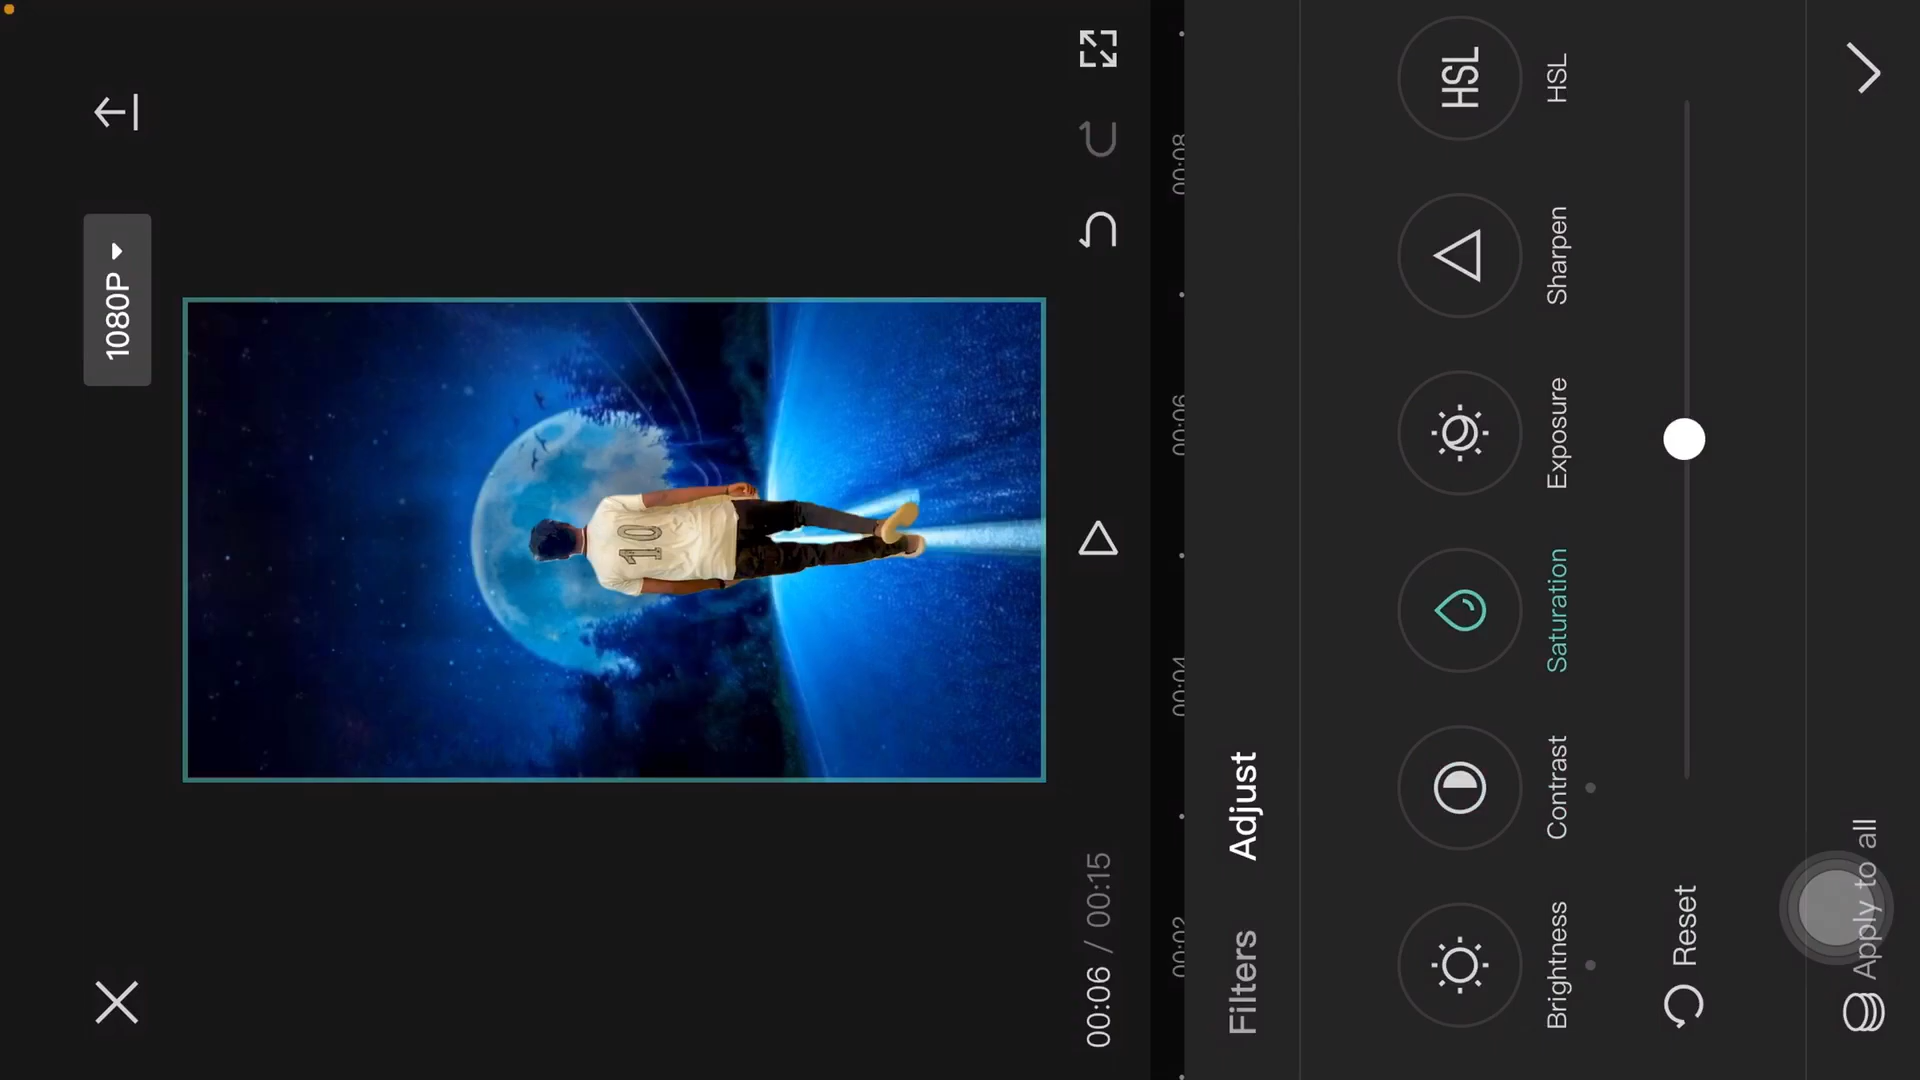 1080P
10
00:06 / 00:15
00:02
00:04
00:06
00:08
Filters Adjust
HSL
Brightness Contrast Saturation Exposure Sharpen HSL
Reset
Apply to all